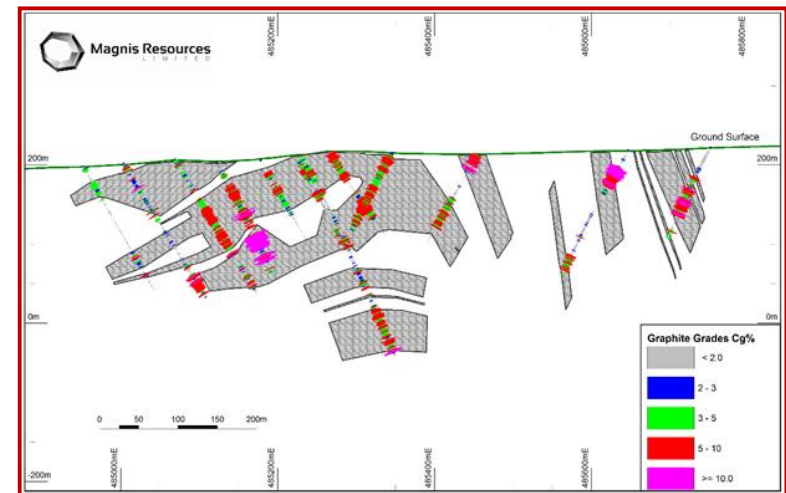 485200mE
485400mE
485600mE
485800mE
Magnis Resources
LIMITED
Ground Surface
200m
200m
0m
0m
Graphite Grades Cg%
< 2.0
2 - 3
3 - 5
5 - 10
>= 10.0
0 50 100 150 200m
-200m
485000mE
485200mE
485400mE
485600mE